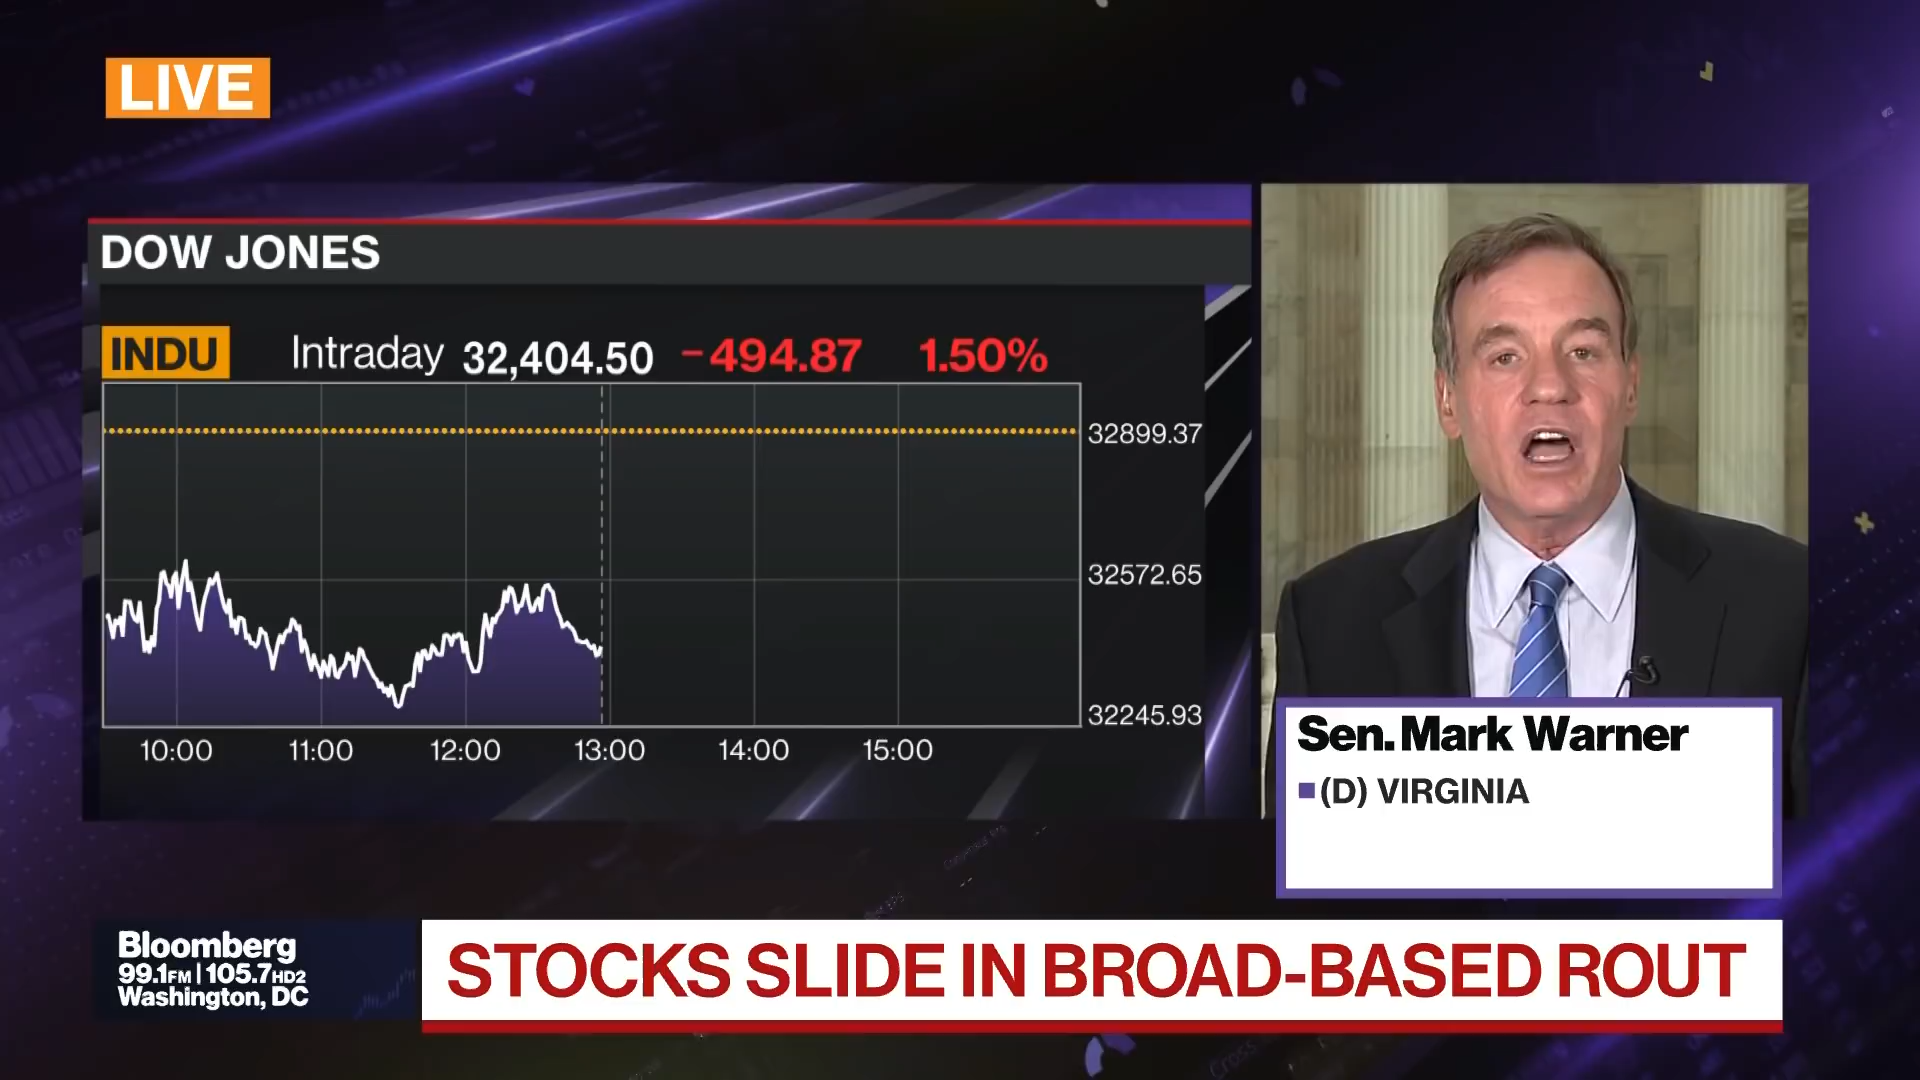 LIVE
DOW JONES
INDU Intraday 32,404.50 -494.87 1.50%
32899.37
32572.65
32245.93
10:00 11:00 12:00 13:00 14:00 15:00
Sen. Mark Warner
(D) VIRGINIA
Bloomberg
99.1FM | 105.7HD2
Washington, DC
STOCKS SLIDE IN BROAD-BASED ROUT